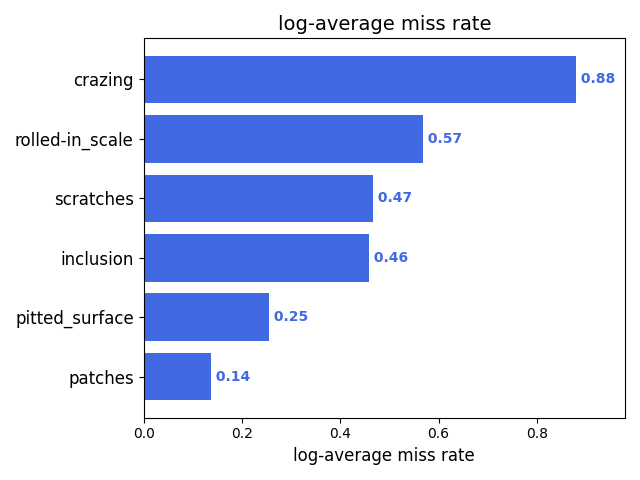 log-average miss rate
crazing 0.88
rolled-in_scale 0.57
scratches 0.47
inclusion 0.46
pitted_surface 0.25
patches 0.14
0.0 0.2 0.4 0.6 0.8
log-average miss rate